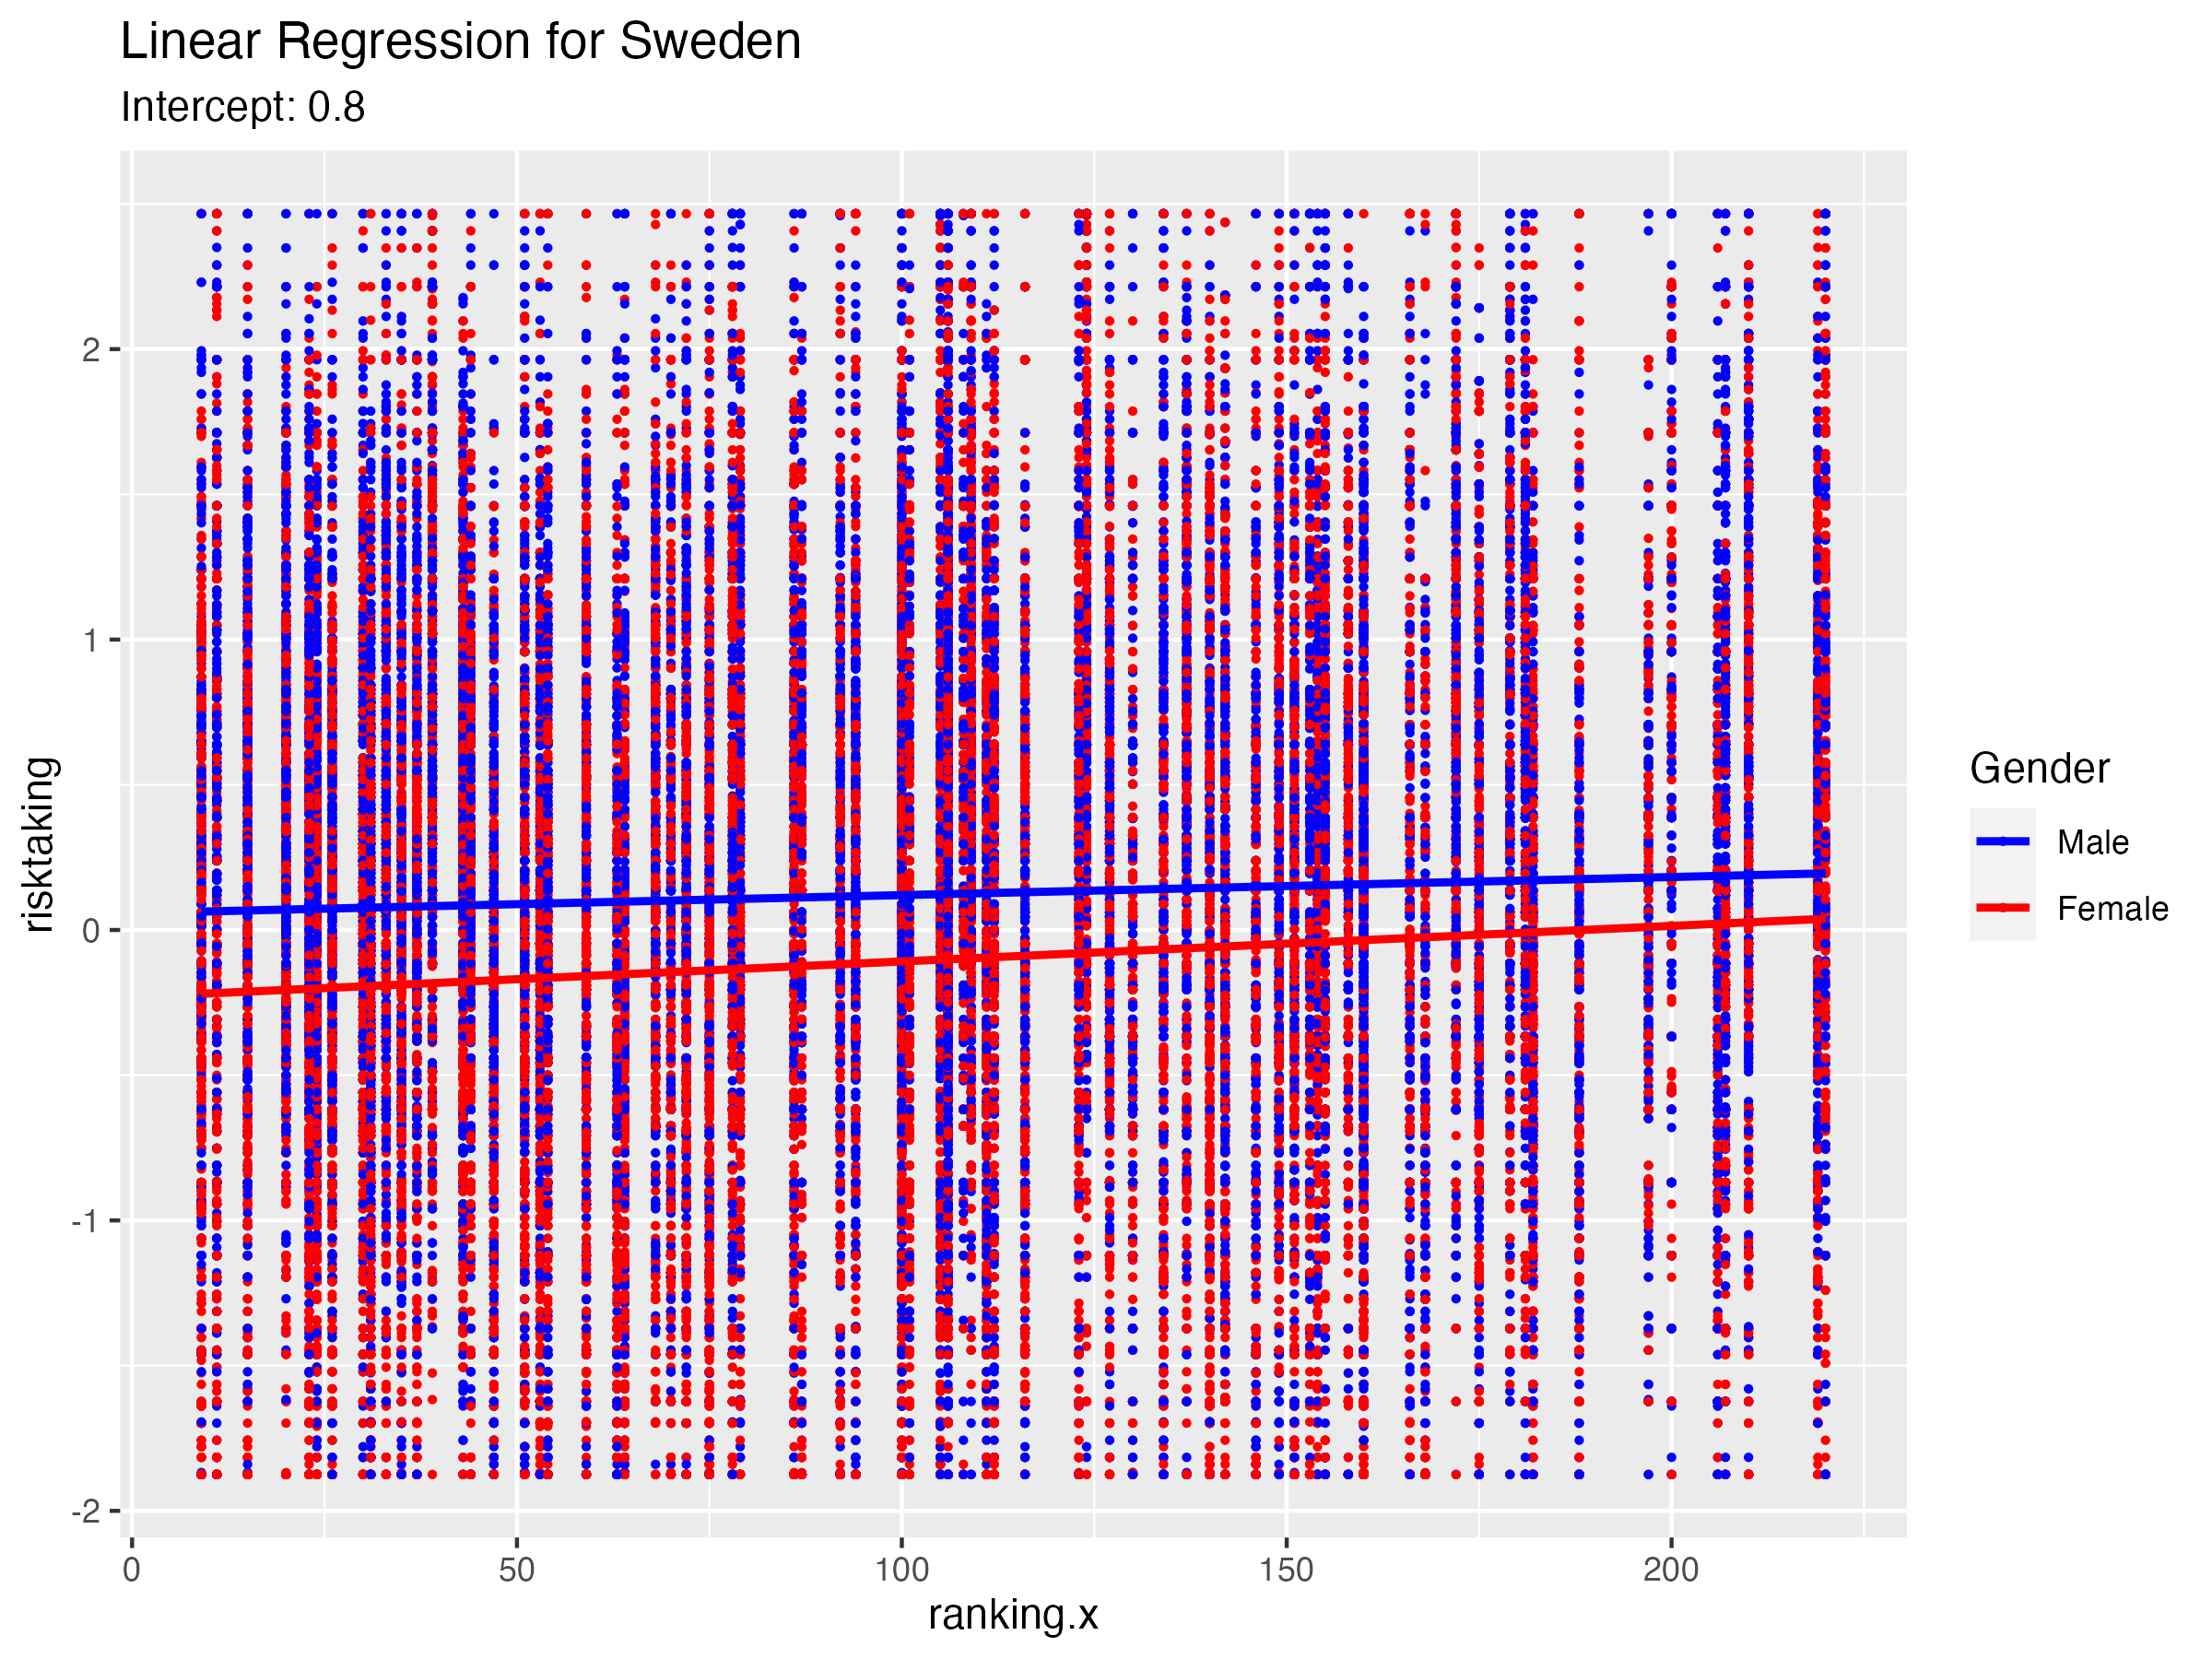 Linear Regression for Sweden
Intercept: 0.8
risktaking
2
1
0
-1
-2
0 50 100 150 200
ranking.x
Gender
Male
Female